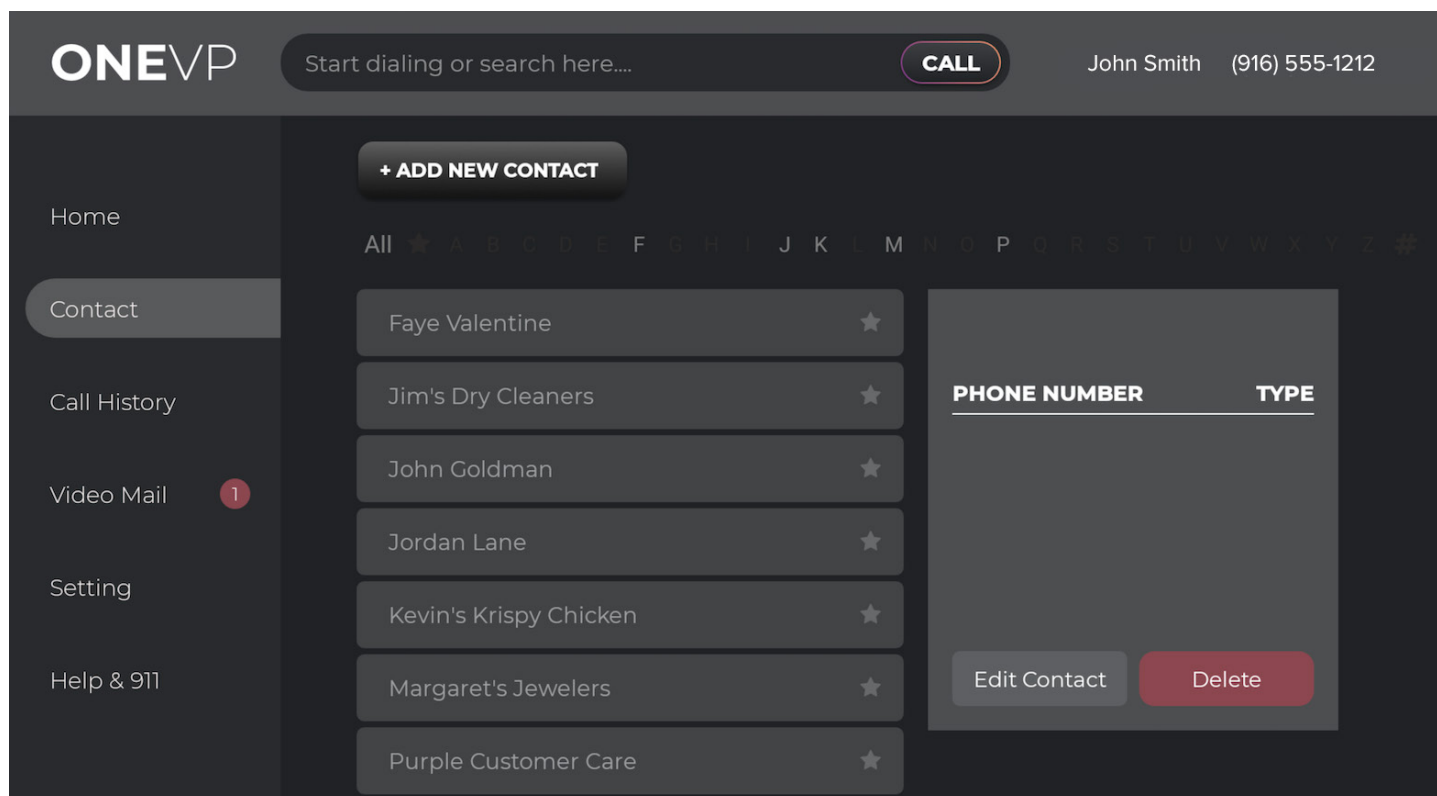 ONEVP
Start dialing or search here....
CALL
John Smith (916) 555-1212
Home
Contact
Call History
Video Mail 1
Setting
Help & 911
+ ADD NEW CONTACT
All A B C D E F G H I J K L M N O P Q R S T U V W X Y Z #
Faye Valentine
Jim's Dry Cleaners
John Goldman
Jordan Lane
Kevin's Krispy Chicken
Margaret's Jewelers
Purple Customer Care
PHONE NUMBER TYPE
Edit Contact Delete